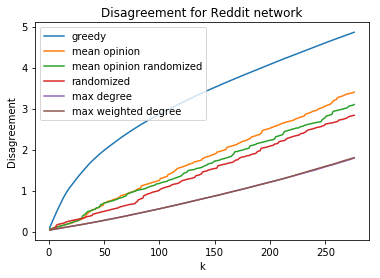 Disagreement for Reddit network
greedy
mean opinion
mean opinion randomized
randomized
max degree
max weighted degree
Disagreement
5
4
3
2
1
0
0 50 100 150 200 250
k